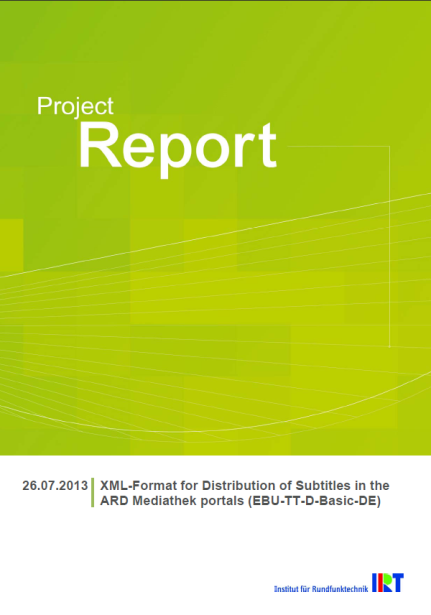 Project
Report
26.07.2013
XML-Format for Distribution of Subtitles in the
ARD Mediathek portals (EBU-TT-D-Basic-DE)
Institut für Rundfunktechnik IRT